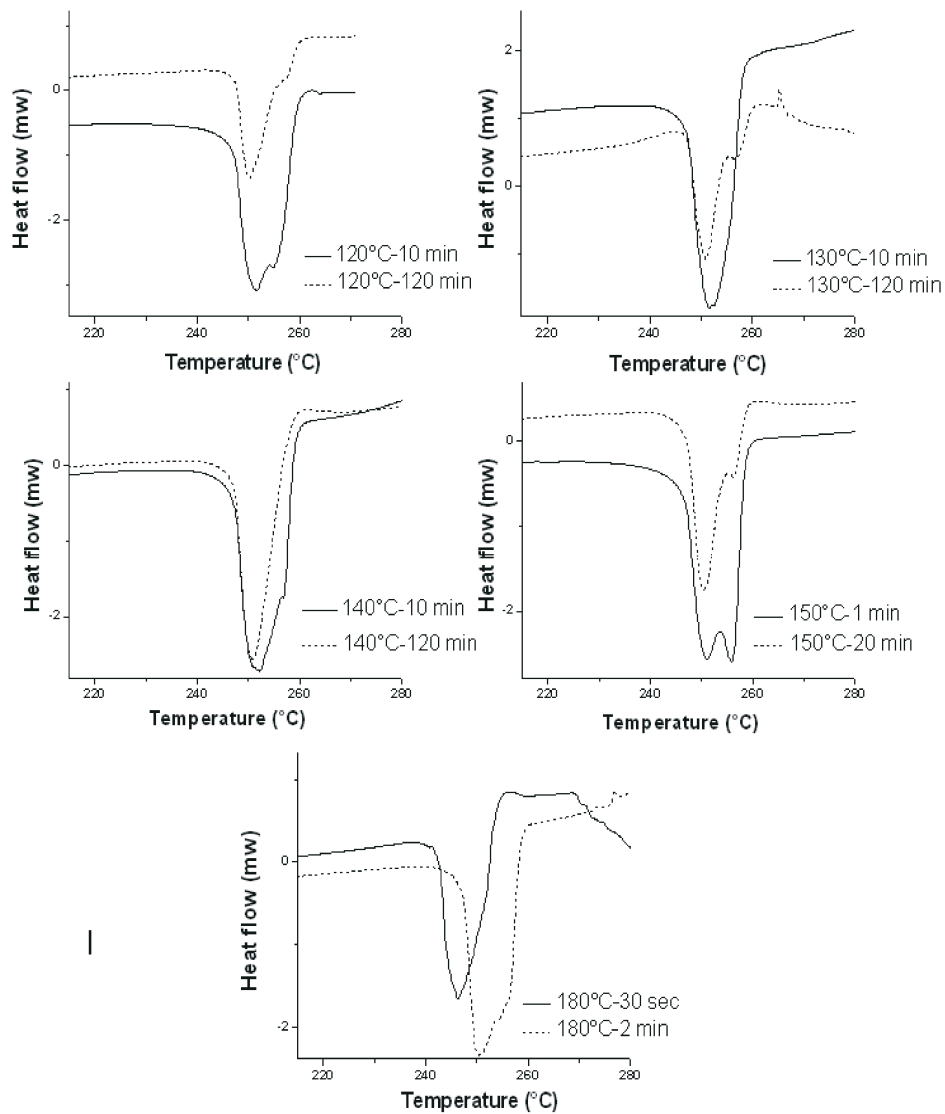 Heat flow (mw)
0
-2
120°C-10 min
120°C-120 min
220
240
260
280
Temperature (°C)
Heat flow (mw)
2
0
130°C-10 min
130°C-120 min
220
240
260
280
Temperature (°C)
Heat flow (mw)
0
-2
140°C-10 min
140°C-120 min
220
240
260
280
Temperature (°C)
Heat flow (mw)
0
-2
150°C-1 min
150°C-20 min
220
240
260
280
Temperature (°C)
Heat flow (mw)
0
-2
180°C-30 sec
180°C-2 min
220
240
260
280
Temperature (°C)